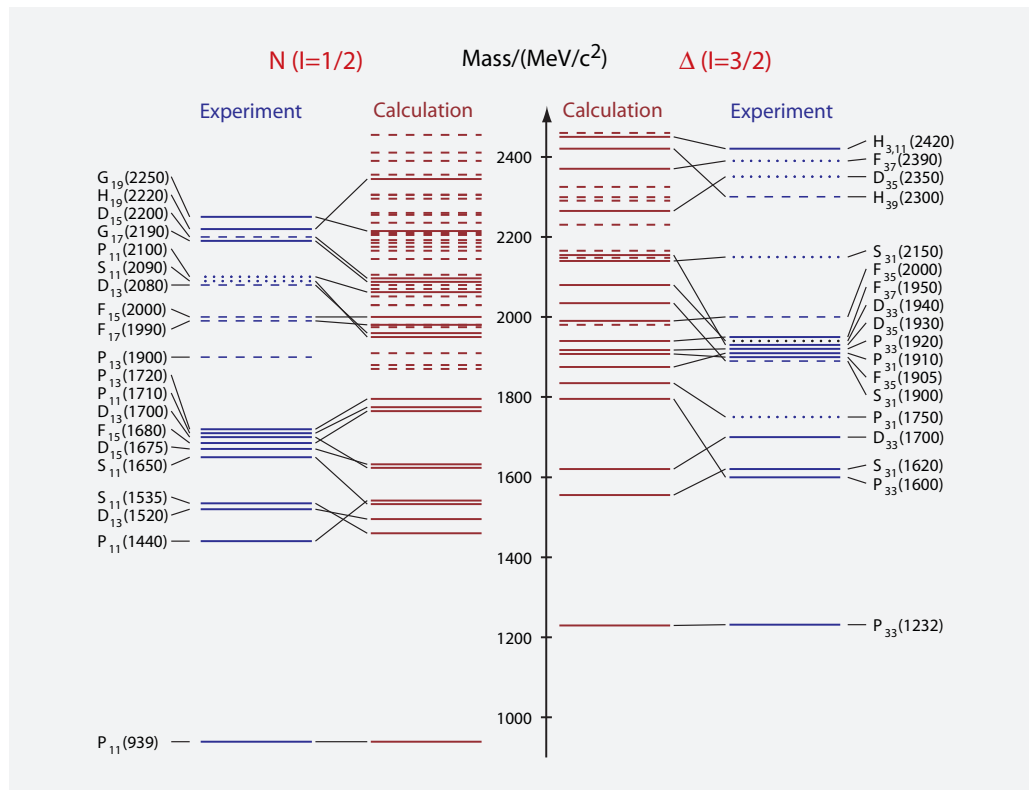 N (I=1/2) Mass/(MeV/c²) Δ (I=3/2)
Experiment Calculation Calculation Experiment
G₁₉(2250)
H₁₉(2220)
D₁₅(2200)
G₁₇(2190)
P₁₁(2100)
S₁₁(2090)
D₁₃(2080)
F₁₅(2000)
F₁₇(1990)
P₁₃(1900)
P₁₃(1720)
P₁₁(1710)
D₁₃(1700)
F₁₅(1680)
D₁₅(1675)
S₁₁(1650)
S₁₁(1535)
D₁₃(1520)
P₁₁(1440)
P₁₁(939)
2400
2200
2000
1800
1600
1400
1200
1000
H₃,₁₁(2420)
F₃₇(2390)
D₃₅(2350)
H₃₉(2300)
S₃₁(2150)
F₃₅(2000)
F₃₇(1950)
D₃₃(1940)
D₃₅(1930)
P₃₃(1920)
P₃₁(1910)
F₃₅(1905)
S₃₁(1900)
P₃₁(1750)
D₃₃(1700)
S₃₁(1620)
P₃₃(1600)
P₃₃(1232)